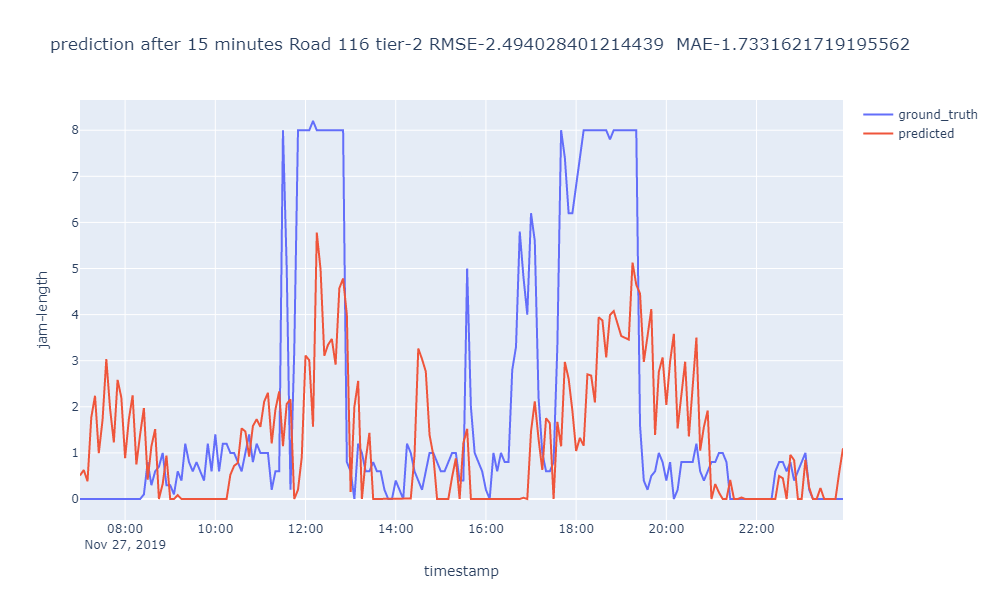 prediction after 15 minutes Road 116 tier-2 RMSE-2.494028401214439  MAE-1.7331621719195562
ground_truth
predicted
jam-length
8
7
6
5
4
3
2
1
0
08:00 10:00 12:00 14:00 16:00 18:00 20:00 22:00
Nov 27, 2019
timestamp